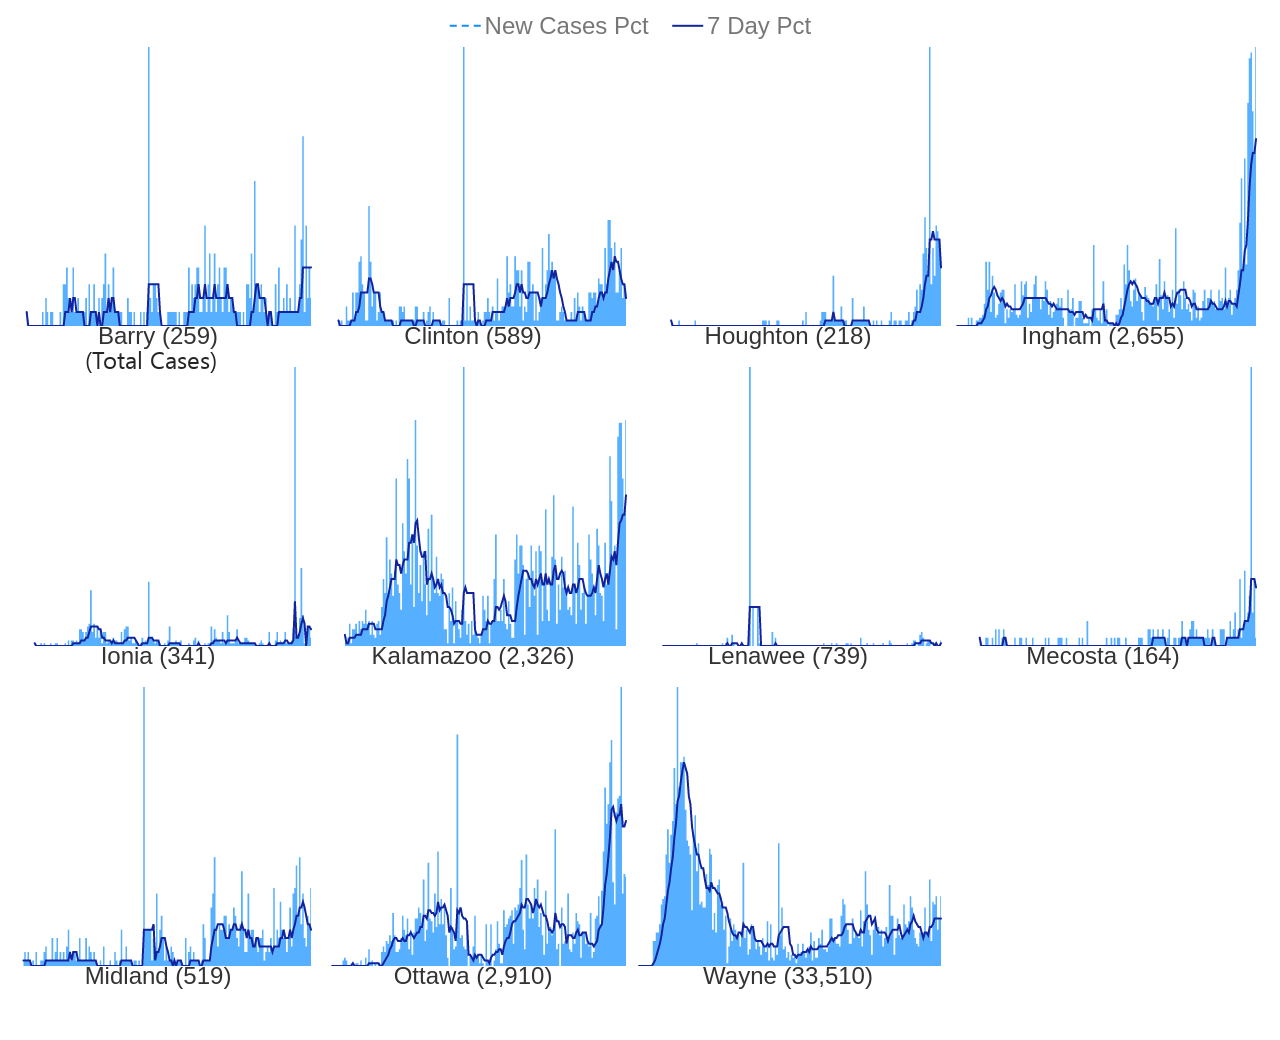 New Cases Pct 7 Day Pct
Barry (259) Clinton (589) Houghton (218) Ingham (2,655)
(Total Cases)
Ionia (341) Kalamazoo (2,326) Lenawee (739) Mecosta (164)
Midland (519) Ottawa (2,910) Wayne (33,510)